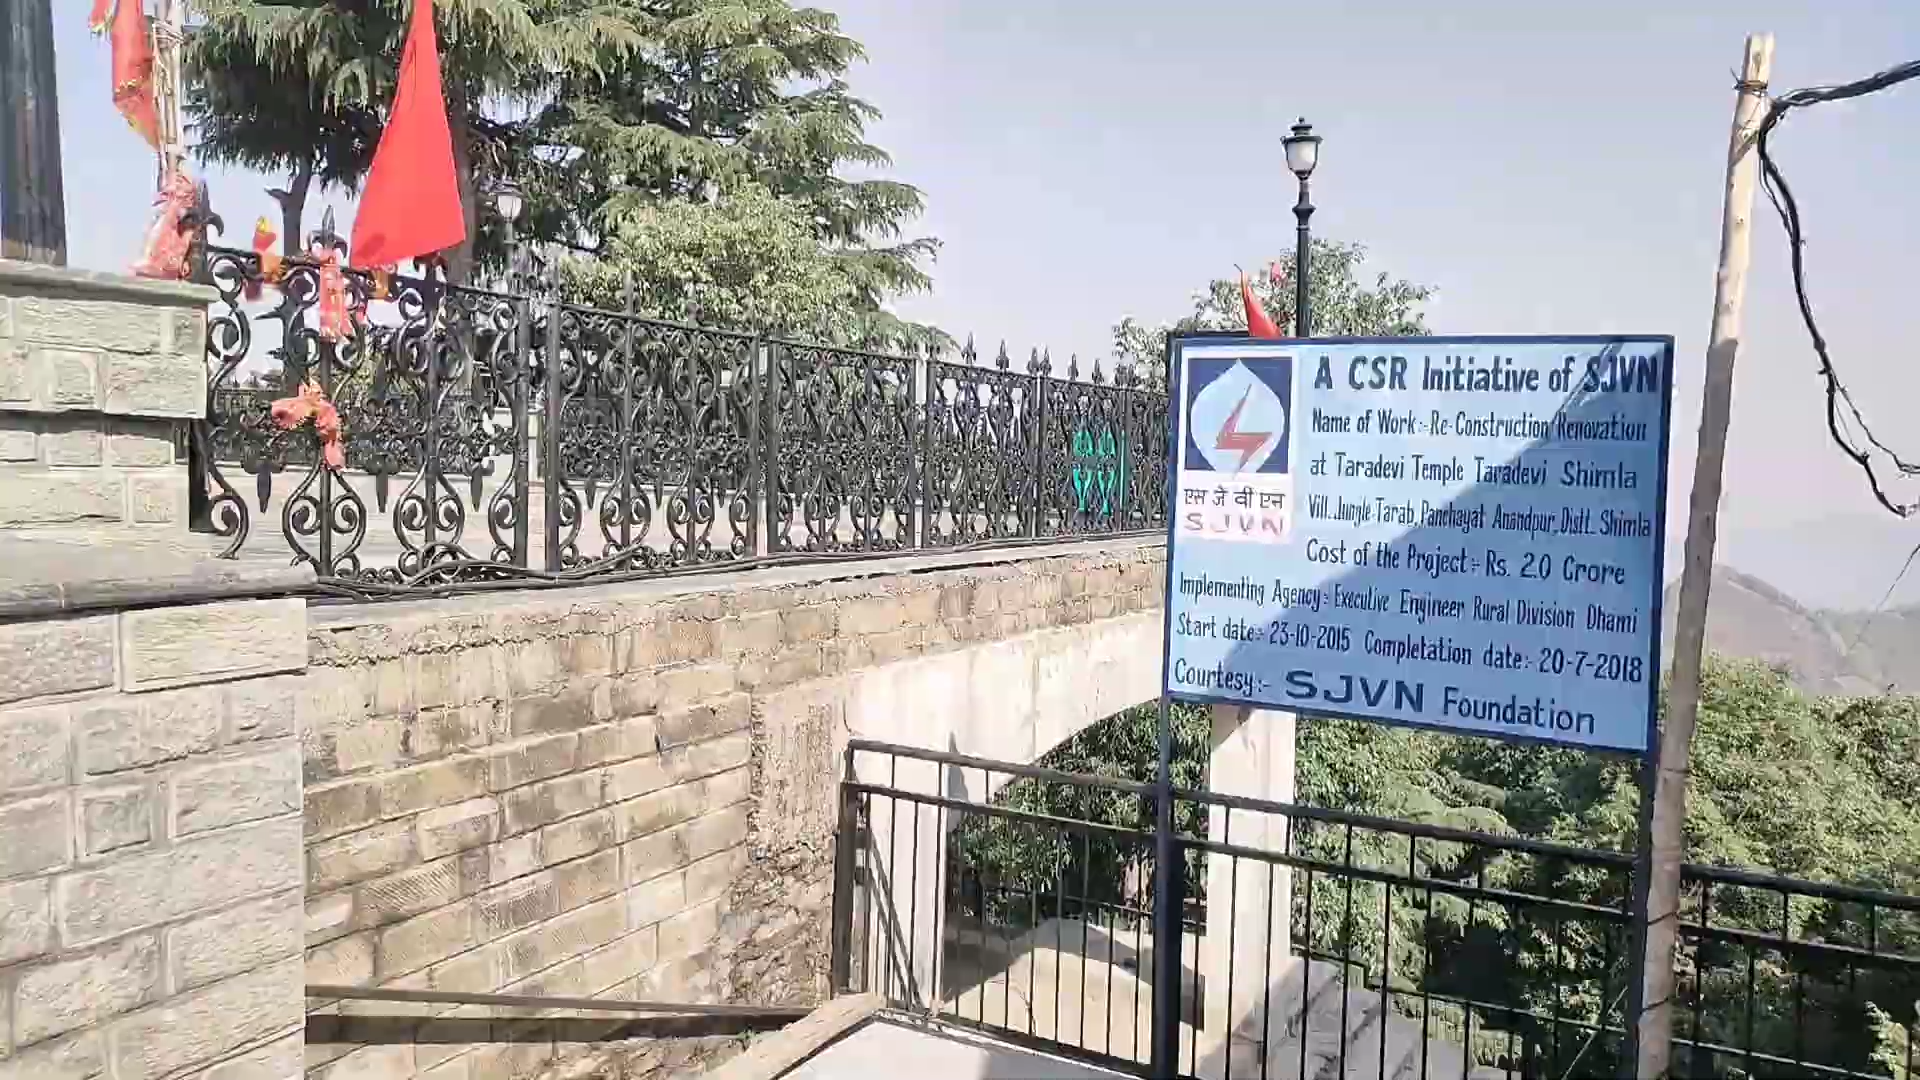 A CSR Initiative of SJVN
Name of Work:-Re-Construction/Renovation
at Taradevi Temple Taradevi Shimla
Vill. Jungle-Tarab, Panchayat Anandpur, Distt. Shimla
Cost of the Project:- Rs. 2.0 Crore
एस जे वी एन
SJVN
Implementing Agency:- Executive Engineer Rural Division Dhami
Start date:- 23-10-2015 Completation date:- 20-7-2018
Courtesy:- SJVN Foundation